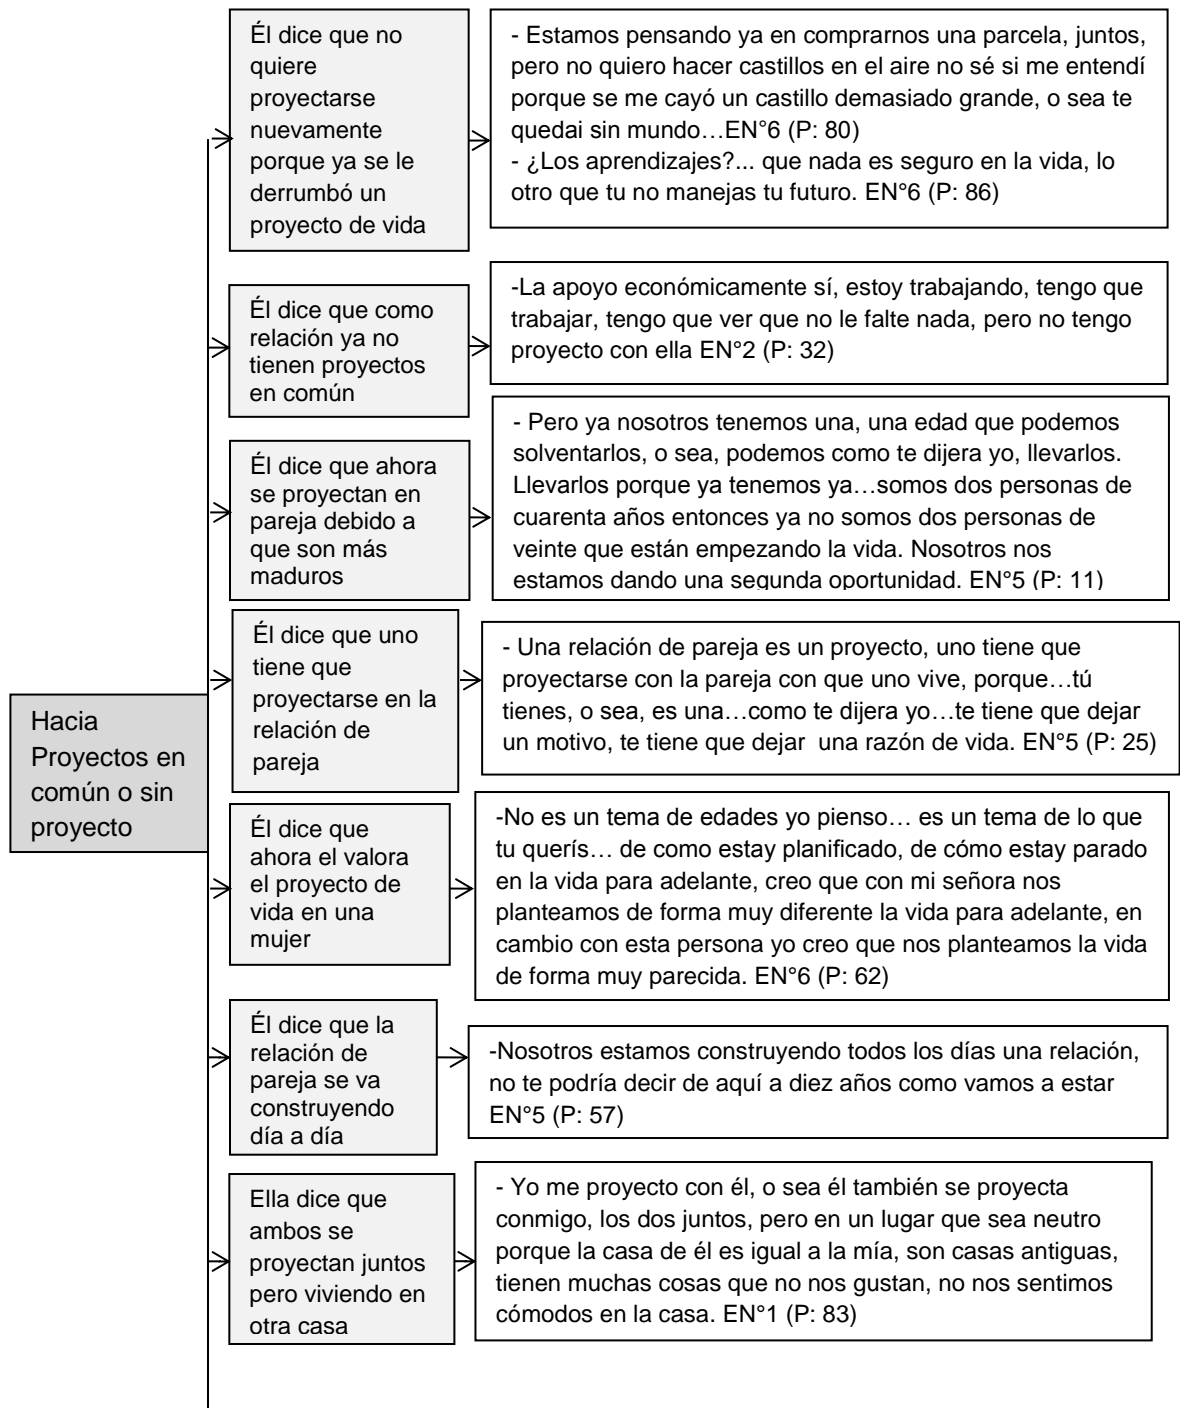 Él dice que no
quiere
proyectarse
nuevamente
porque ya se le
derrumbó un
proyecto de vida
- Estamos pensando ya en comprarnos una parcela, juntos,
pero no quiero hacer castillos en el aire no sé si me entendí
porque se me cayó un castillo demasiado grande, o sea te
quedai sin mundo…EN°6 (P: 80)
- ¿Los aprendizajes?... que nada es seguro en la vida, lo
otro que tu no manejas tu futuro. EN°6 (P: 86)
Él dice que como
relación ya no
tienen proyectos
en común
-La apoyo económicamente sí, estoy trabajando, tengo que
trabajar, tengo que ver que no le falte nada, pero no tengo
proyecto con ella EN°2 (P: 32)
Él dice que ahora
se proyectan en
pareja debido a
que son más
maduros
- Pero ya nosotros tenemos una, una edad que podemos
solventarlos, o sea, podemos como te dijera yo, llevarlos.
Llevarlos porque ya tenemos ya…somos dos personas de
cuarenta años entonces ya no somos dos personas de
veinte que están empezando la vida. Nosotros nos
estamos dando una segunda oportunidad. EN°5 (P: 11)
Él dice que uno
tiene que
proyectarse en la
relación de
pareja
- Una relación de pareja es un proyecto, uno tiene que
proyectarse con la pareja con que uno vive, porque…tú
tienes, o sea, es una…como te dijera yo…te tiene que dejar
un motivo, te tiene que dejar una razón de vida. EN°5 (P: 25)
Hacia
Proyectos en
común o sin
proyecto
Él dice que
ahora el valora
el proyecto de
vida en una
mujer
-No es un tema de edades yo pienso… es un tema de lo que
tu querís… de como estay planificado, de cómo estay parado
en la vida para adelante, creo que con mi señora nos
planteamos de forma muy diferente la vida para adelante, en
cambio con esta persona yo creo que nos planteamos la vida
de forma muy parecida. EN°6 (P: 62)
Él dice que la
relación de
pareja se va
construyendo
día a día
-Nosotros estamos construyendo todos los días una relación,
no te podría decir de aquí a diez años como vamos a estar
EN°5 (P: 57)
Ella dice que
ambos se
proyectan juntos
pero viviendo en
otra casa
- Yo me proyecto con él, o sea él también se proyecta
conmigo, los dos juntos, pero en un lugar que sea neutro
porque la casa de él es igual a la mía, son casas antiguas,
tienen muchas cosas que no nos gustan, no nos sentimos
cómodos en la casa. EN°1 (P: 83)